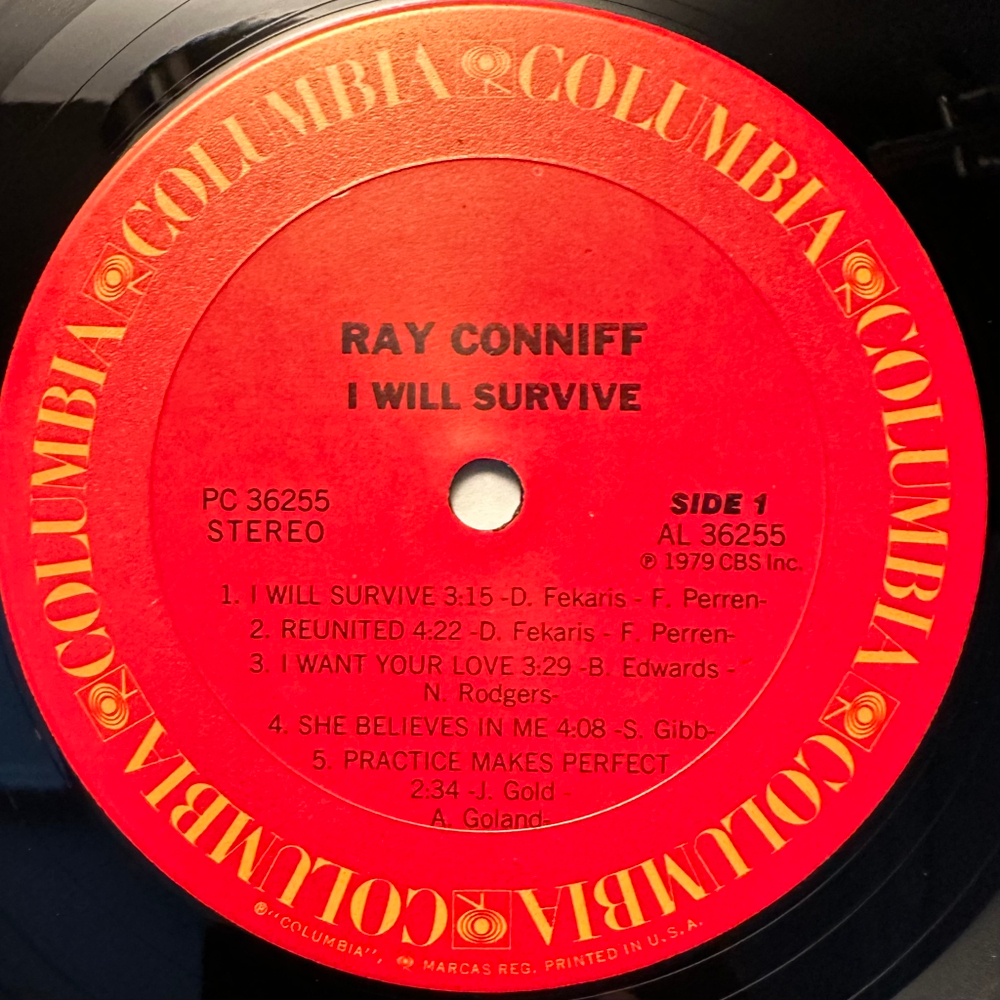 COLUMBIA COLUMBIA COLUMBIA COLUMBIA COLUMBIA COLUMBIA
RAY CONNIFF
I WILL SURVIVE
PC 36255
STEREO
SIDE 1
AL 36255
℗ 1979 CBS Inc.
1. I WILL SURVIVE 3:15 -D. Fekaris - F. Perren-
2. REUNITED 4:22 -D. Fekaris - F. Perren-
3. I WANT YOUR LOVE 3:29 -B. Edwards -
N. Rodgers-
4. SHE BELIEVES IN ME 4:08 -S. Gibb-
5. PRACTICE MAKES PERFECT
2:34 -J. Gold -
A. Goland-
℗ "COLUMBIA", MARCAS REG. PRINTED IN U.S.A.